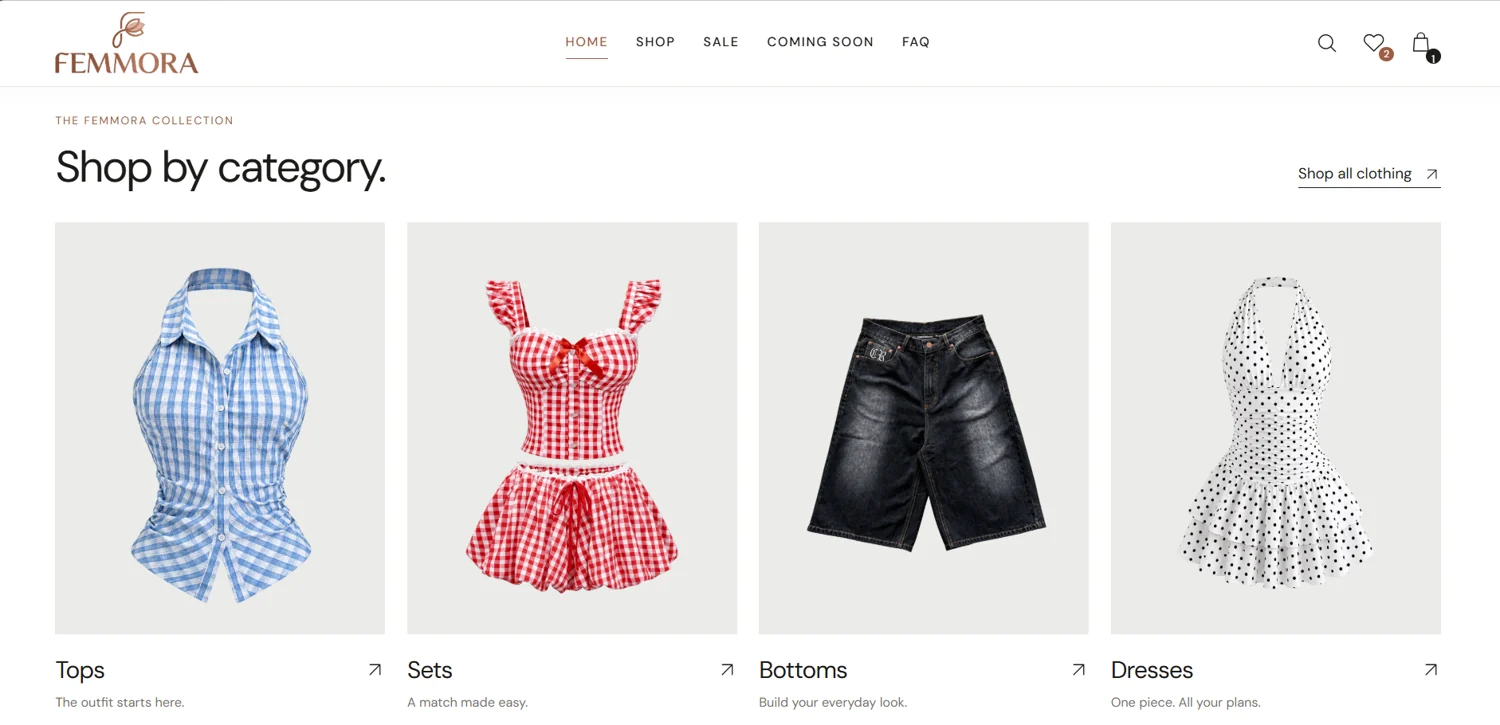 FEMMORA
HOME SHOP SALE COMING SOON FAQ
2
1
THE FEMMORA COLLECTION
Shop by category.
Shop all clothing
CR
Tops
The outfit starts here.
Sets
A match made easy.
Bottoms
Build your everyday look.
Dresses
One piece. All your plans.